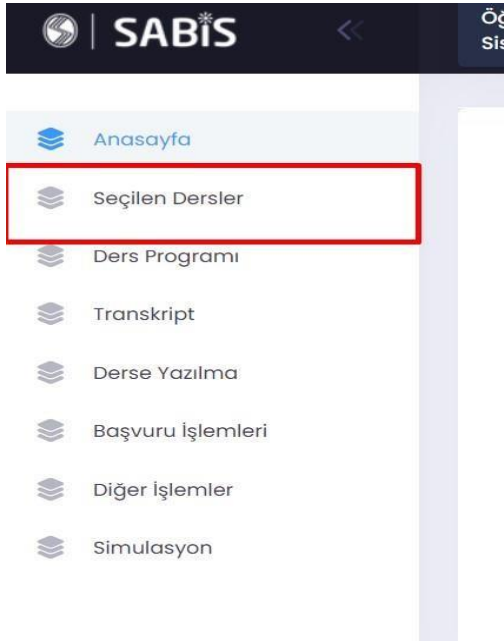 SABİS
Anasayfa
Seçilen Dersler
Ders Programı
Transkript
Derse Yazılma
Başvuru İşlemleri
Diğer İşlemler
Simulasyon